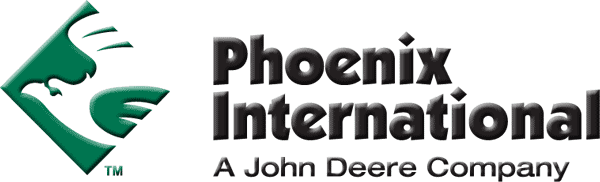 Phoenix
International
A John Deere Company
TM